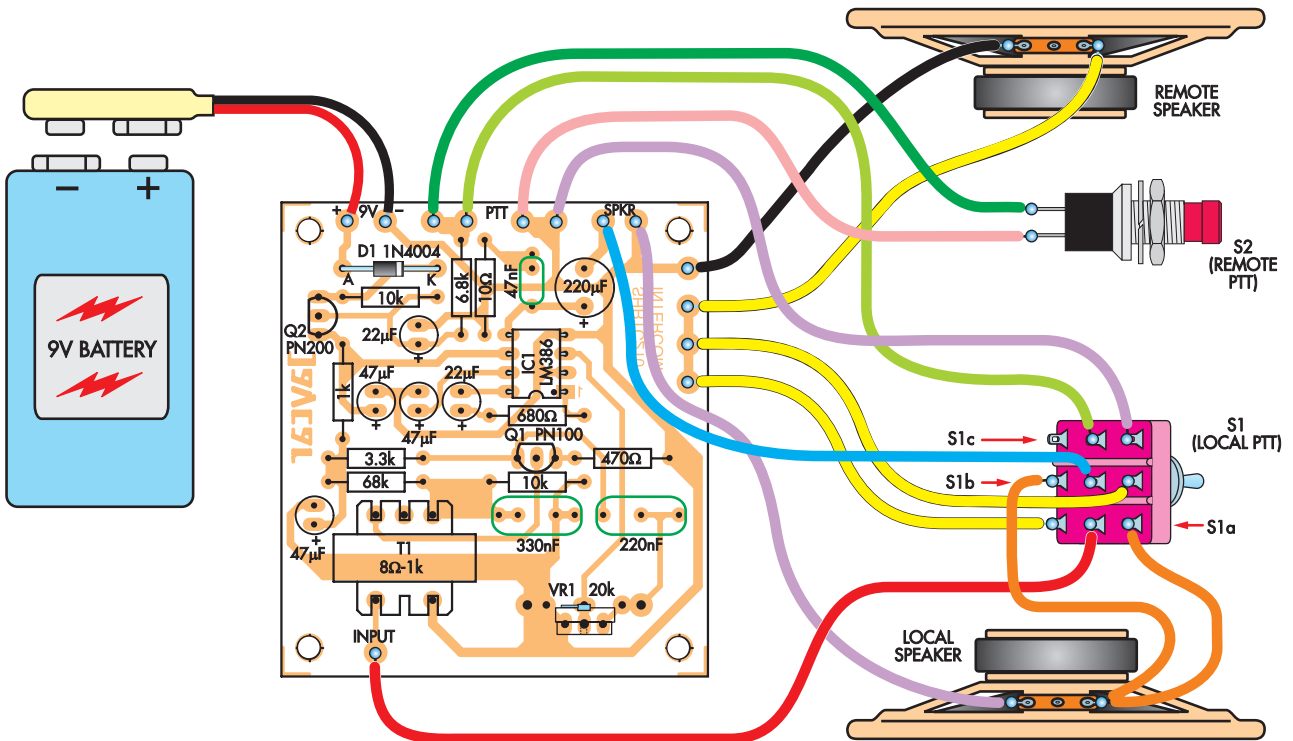 REMOTE
SPEAKER
+ 9V – PTT SPKR
D1 1N4004
A K
10k
6.8k
10Ω
47nF
220µF
+
S2
(REMOTE
PTT)
– +
9V BATTERY
Q2
PN200
22µF
+
IC1
LM386
1
1k
47µF
+
47µF
+
22µF
+
680Ω
Q1 PN100
3.3k
470Ω
68k
10k
INTERCOM
S1
(LOCAL PTT)
S1c
S1b
S1a
47µF
+
330nF
220nF
T1
8Ω-1k
VR1 20k
INPUT
LOCAL
SPEAKER